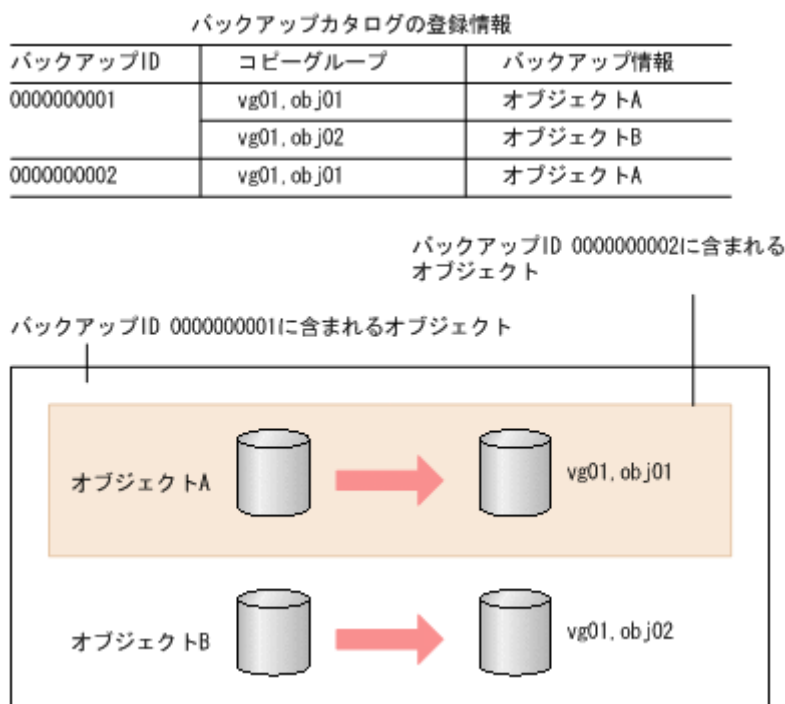 バックアップカタログの登録情報
バックアップID コピーグループ バックアップ情報
0000000001 vg01,obj01 オブジェクトA
vg01,obj02 オブジェクトB
0000000002 vg01,obj01 オブジェクトA
バックアップID 0000000002に含まれる
オブジェクト
バックアップID 0000000001に含まれるオブジェクト
オブジェクトA vg01,obj01
オブジェクトB vg01,obj02